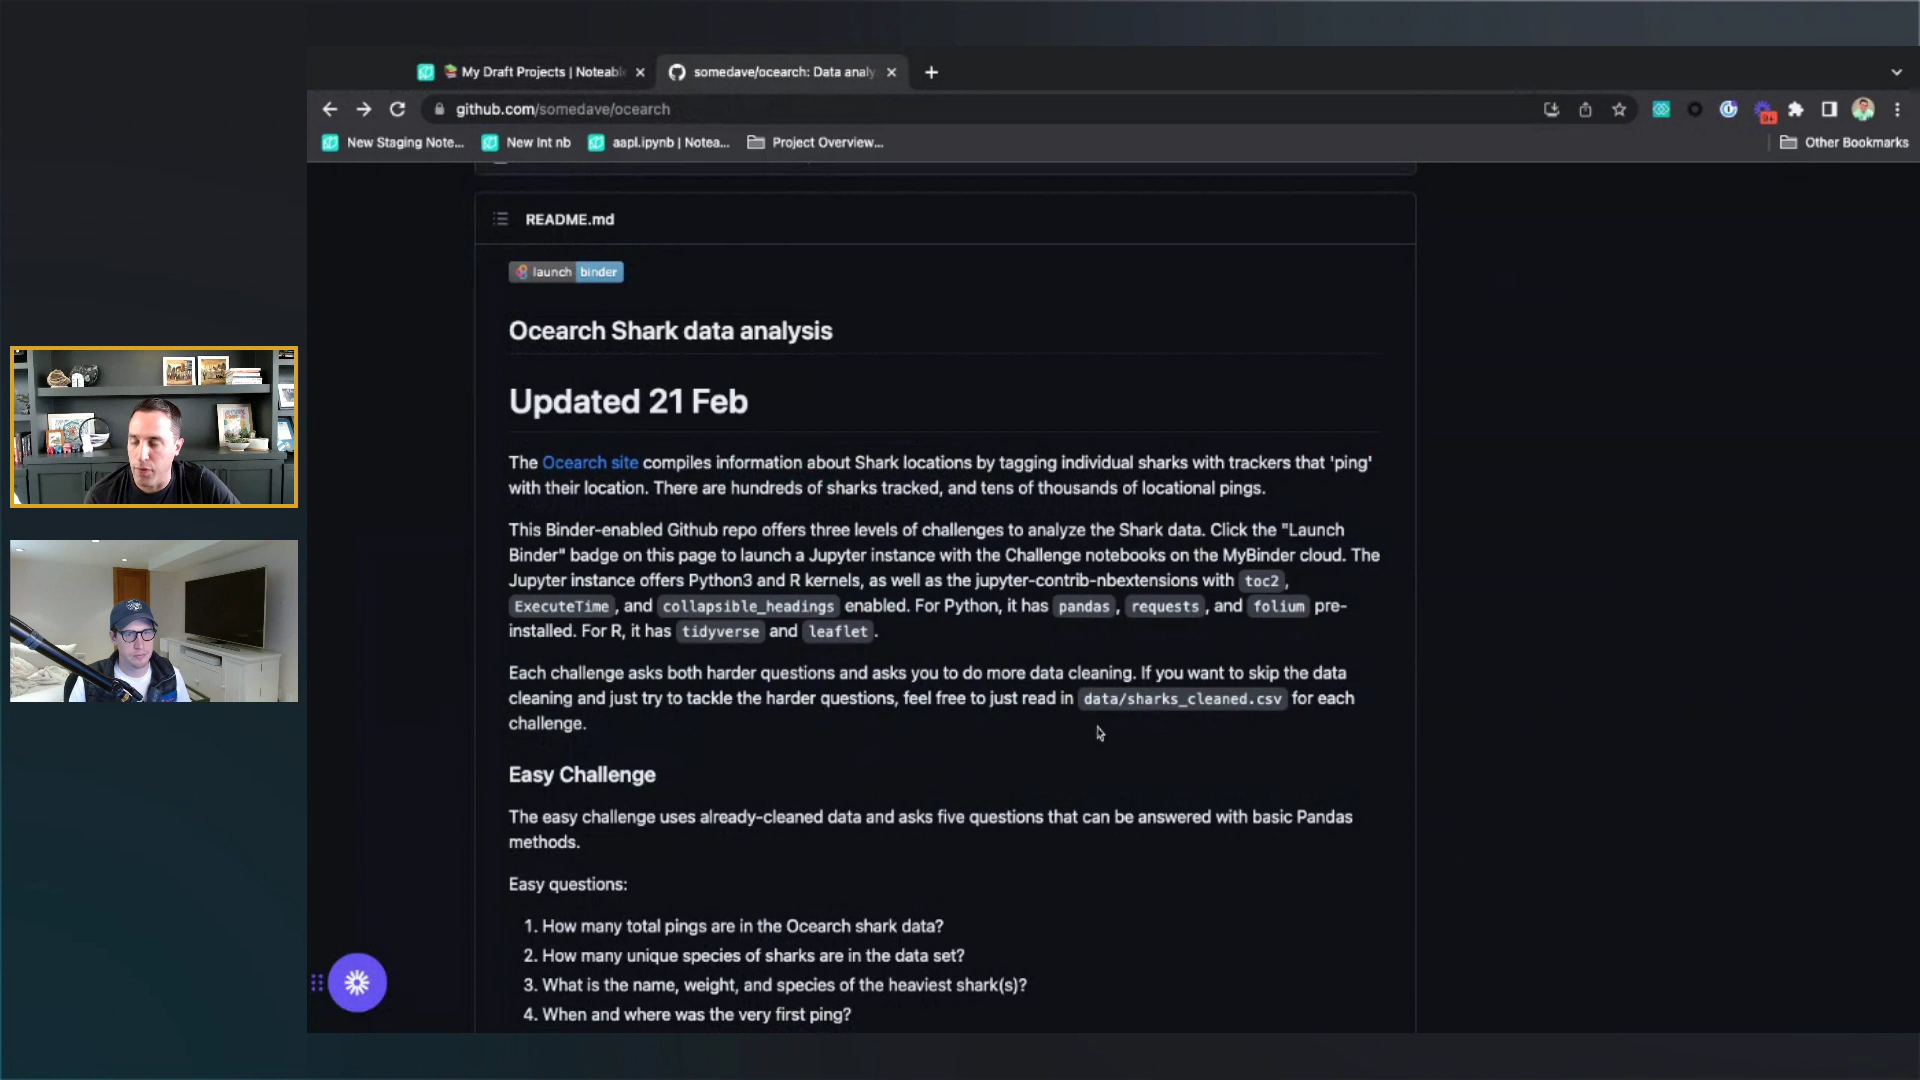 My Draft Projects | Noteabl
somedave/ocearch: Data analy
github.com/somedave/ocearch
9+
New Staging Note...
New Int nb
aapl.ipynb | Notea...
Project Overview...
Other Bookmarks
README.md
launch binder
Ocearch Shark data analysis
Updated 21 Feb
The Ocearch site compiles information about Shark locations by tagging individual sharks with trackers that 'ping'
with their location. There are hundreds of sharks tracked, and tens of thousands of locational pings.
This Binder-enabled Github repo offers three levels of challenges to analyze the Shark data. Click the "Launch
Binder" badge on this page to launch a Jupyter instance with the Challenge notebooks on the MyBinder cloud. The
Jupyter instance offers Python3 and R kernels, as well as the jupyter-contrib-nbextensions with toc2,
ExecuteTime, and collapsible_headings enabled. For Python, it has pandas, requests, and folium pre-
installed. For R, it has tidyverse and leaflet.
Each challenge asks both harder questions and asks you to do more data cleaning. If you want to skip the data
cleaning and just try to tackle the harder questions, feel free to just read in data/sharks_cleaned.csv for each
challenge.
Easy Challenge
The easy challenge uses already-cleaned data and asks five questions that can be answered with basic Pandas
methods.
Easy questions:
1. How many total pings are in the Ocearch shark data?
2. How many unique species of sharks are in the data set?
3. What is the name, weight, and species of the heaviest shark(s)?
4. When and where was the very first ping?